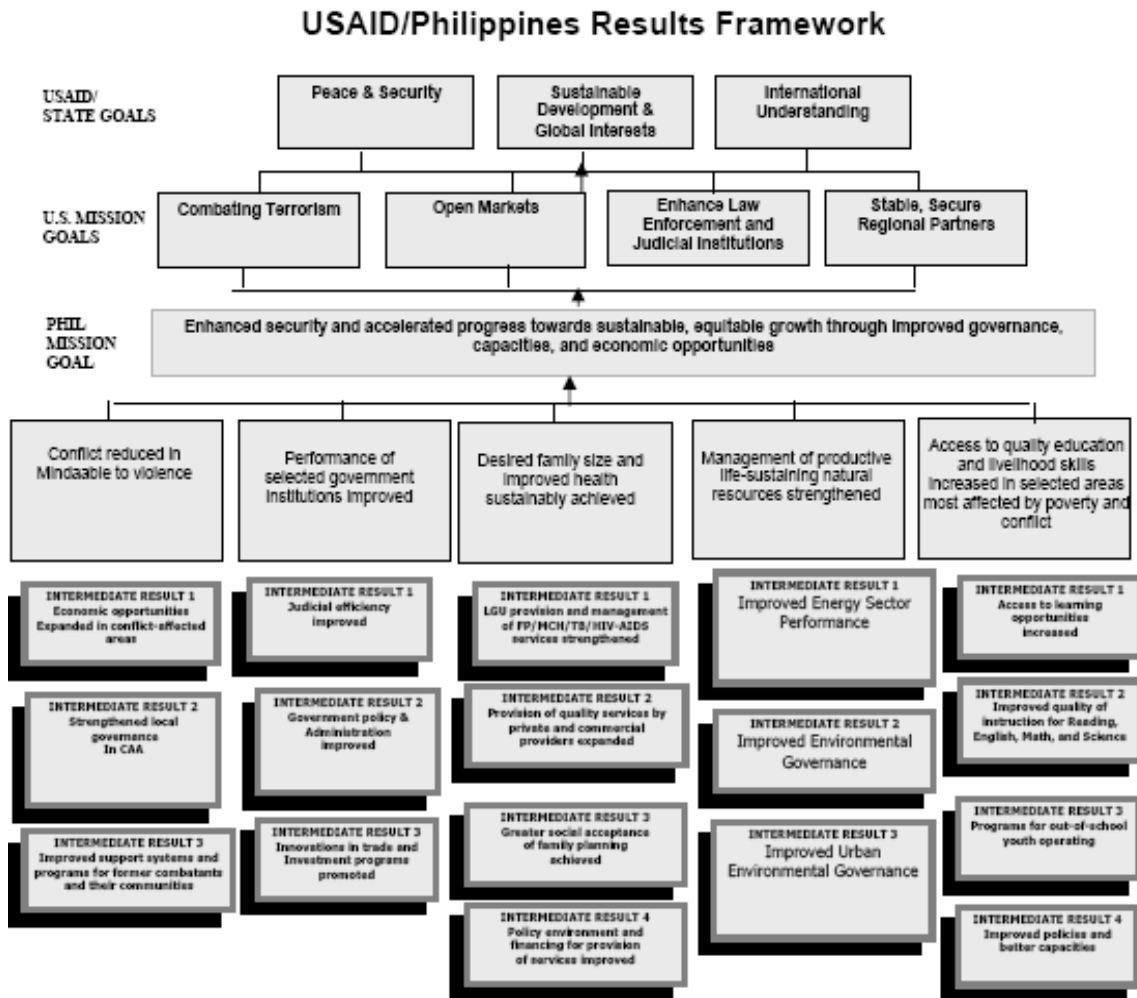 USAID/Philippines Results Framework
USAID/
STATE GOALS
Peace & Security
Sustainable
Development &
Global Interests
International
Understanding
U.S. MISSION
GOALS
Combating Terrorism
Open Markets
Enhance Law
Enforcement and
Judicial Institutions
Stable, Secure
Regional Partners
PHIL
MISSION
GOAL
Enhanced security and accelerated progress towards sustainable, equitable growth through improved governance,
capacities, and economic opportunities
Conflict reduced in
Mindaable to violence
Performance of
selected government
institutions improved
Desired family size and
improved health
sustainably achieved
Management of productive
life-sustaining natural
resources strengthened
Access to quality education
and livelihood skills
increased in selected areas
most affected by poverty and
conflict
INTERMEDIATE RESULT 1
Economic opportunities
Expanded in conflict-affected
areas
INTERMEDIATE RESULT 2
Strengthened local
governance
In CAA
INTERMEDIATE RESULT 3
Improved support systems and
programs for former combatants
and their communities
INTERMEDIATE RESULT 1
Judicial efficiency
improved
INTERMEDIATE RESULT 2
Government policy &
Administration
improved
INTERMEDIATE RESULT 3
Innovations in trade and
Investment programs
promoted
INTERMEDIATE RESULT 1
LGU provision and management
of FP/MCH/TB/HIV-AIDS
services strengthened
INTERMEDIATE RESULT 2
Provision of quality services by
private and commercial
providers expanded
INTERMEDIATE RESULT 3
Greater social acceptance
of family planning
achieved
INTERMEDIATE RESULT 4
Policy environment and
financing for provision
of services improved
INTERMEDIATE RESULT 1
Improved Energy Sector
Performance
INTERMEDIATE RESULT 2
Improved Environmental
Governance
INTERMEDIATE RESULT 3
Improved Urban
Environmental Governance
INTERMEDIATE RESULT 1
Access to learning
opportunities
increased
INTERMEDIATE RESULT 2
Improved quality of
instruction for Reading,
English, Math, and Science
INTERMEDIATE RESULT 3
Programs for out-of-school
youth operating
INTERMEDIATE RESULT 4
Improved policies and
better capacities